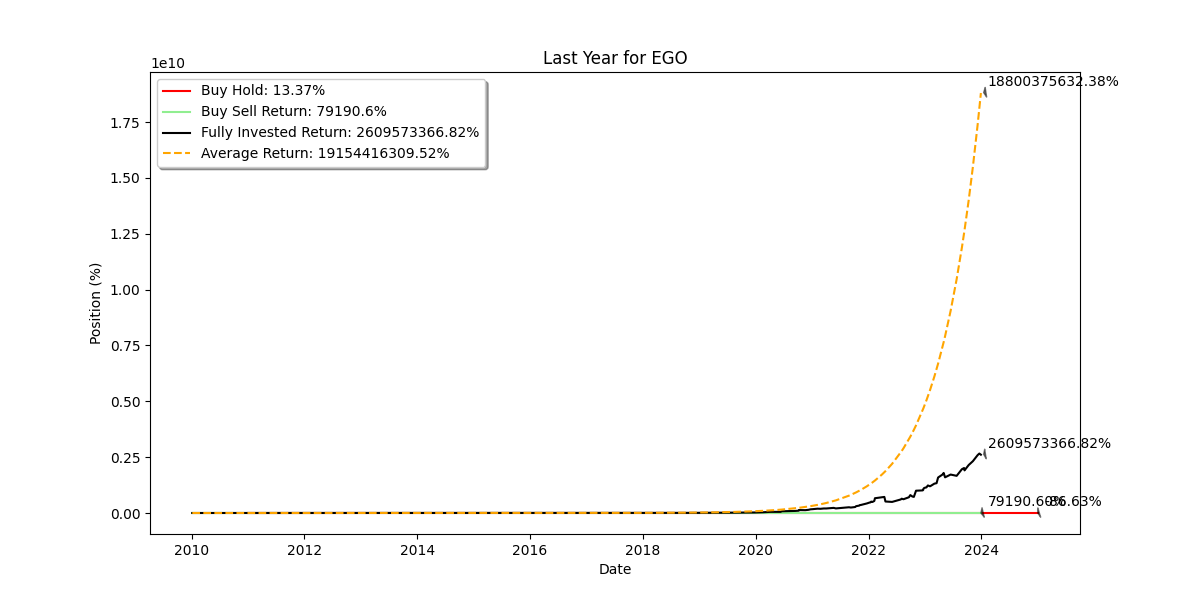 Last Year for EGO
1e10
Buy Hold: 13.37%
Buy Sell Return: 79190.6%
Fully Invested Return: 2609573366.82%
Average Return: 19154416309.52%
18800375632.38%
2609573366.82%
79190.60%
-86.63%
Position (%)
1.75
1.50
1.25
1.00
0.75
0.50
0.25
0.00
2010 2012 2014 2016 2018 2020 2022 2024
Date